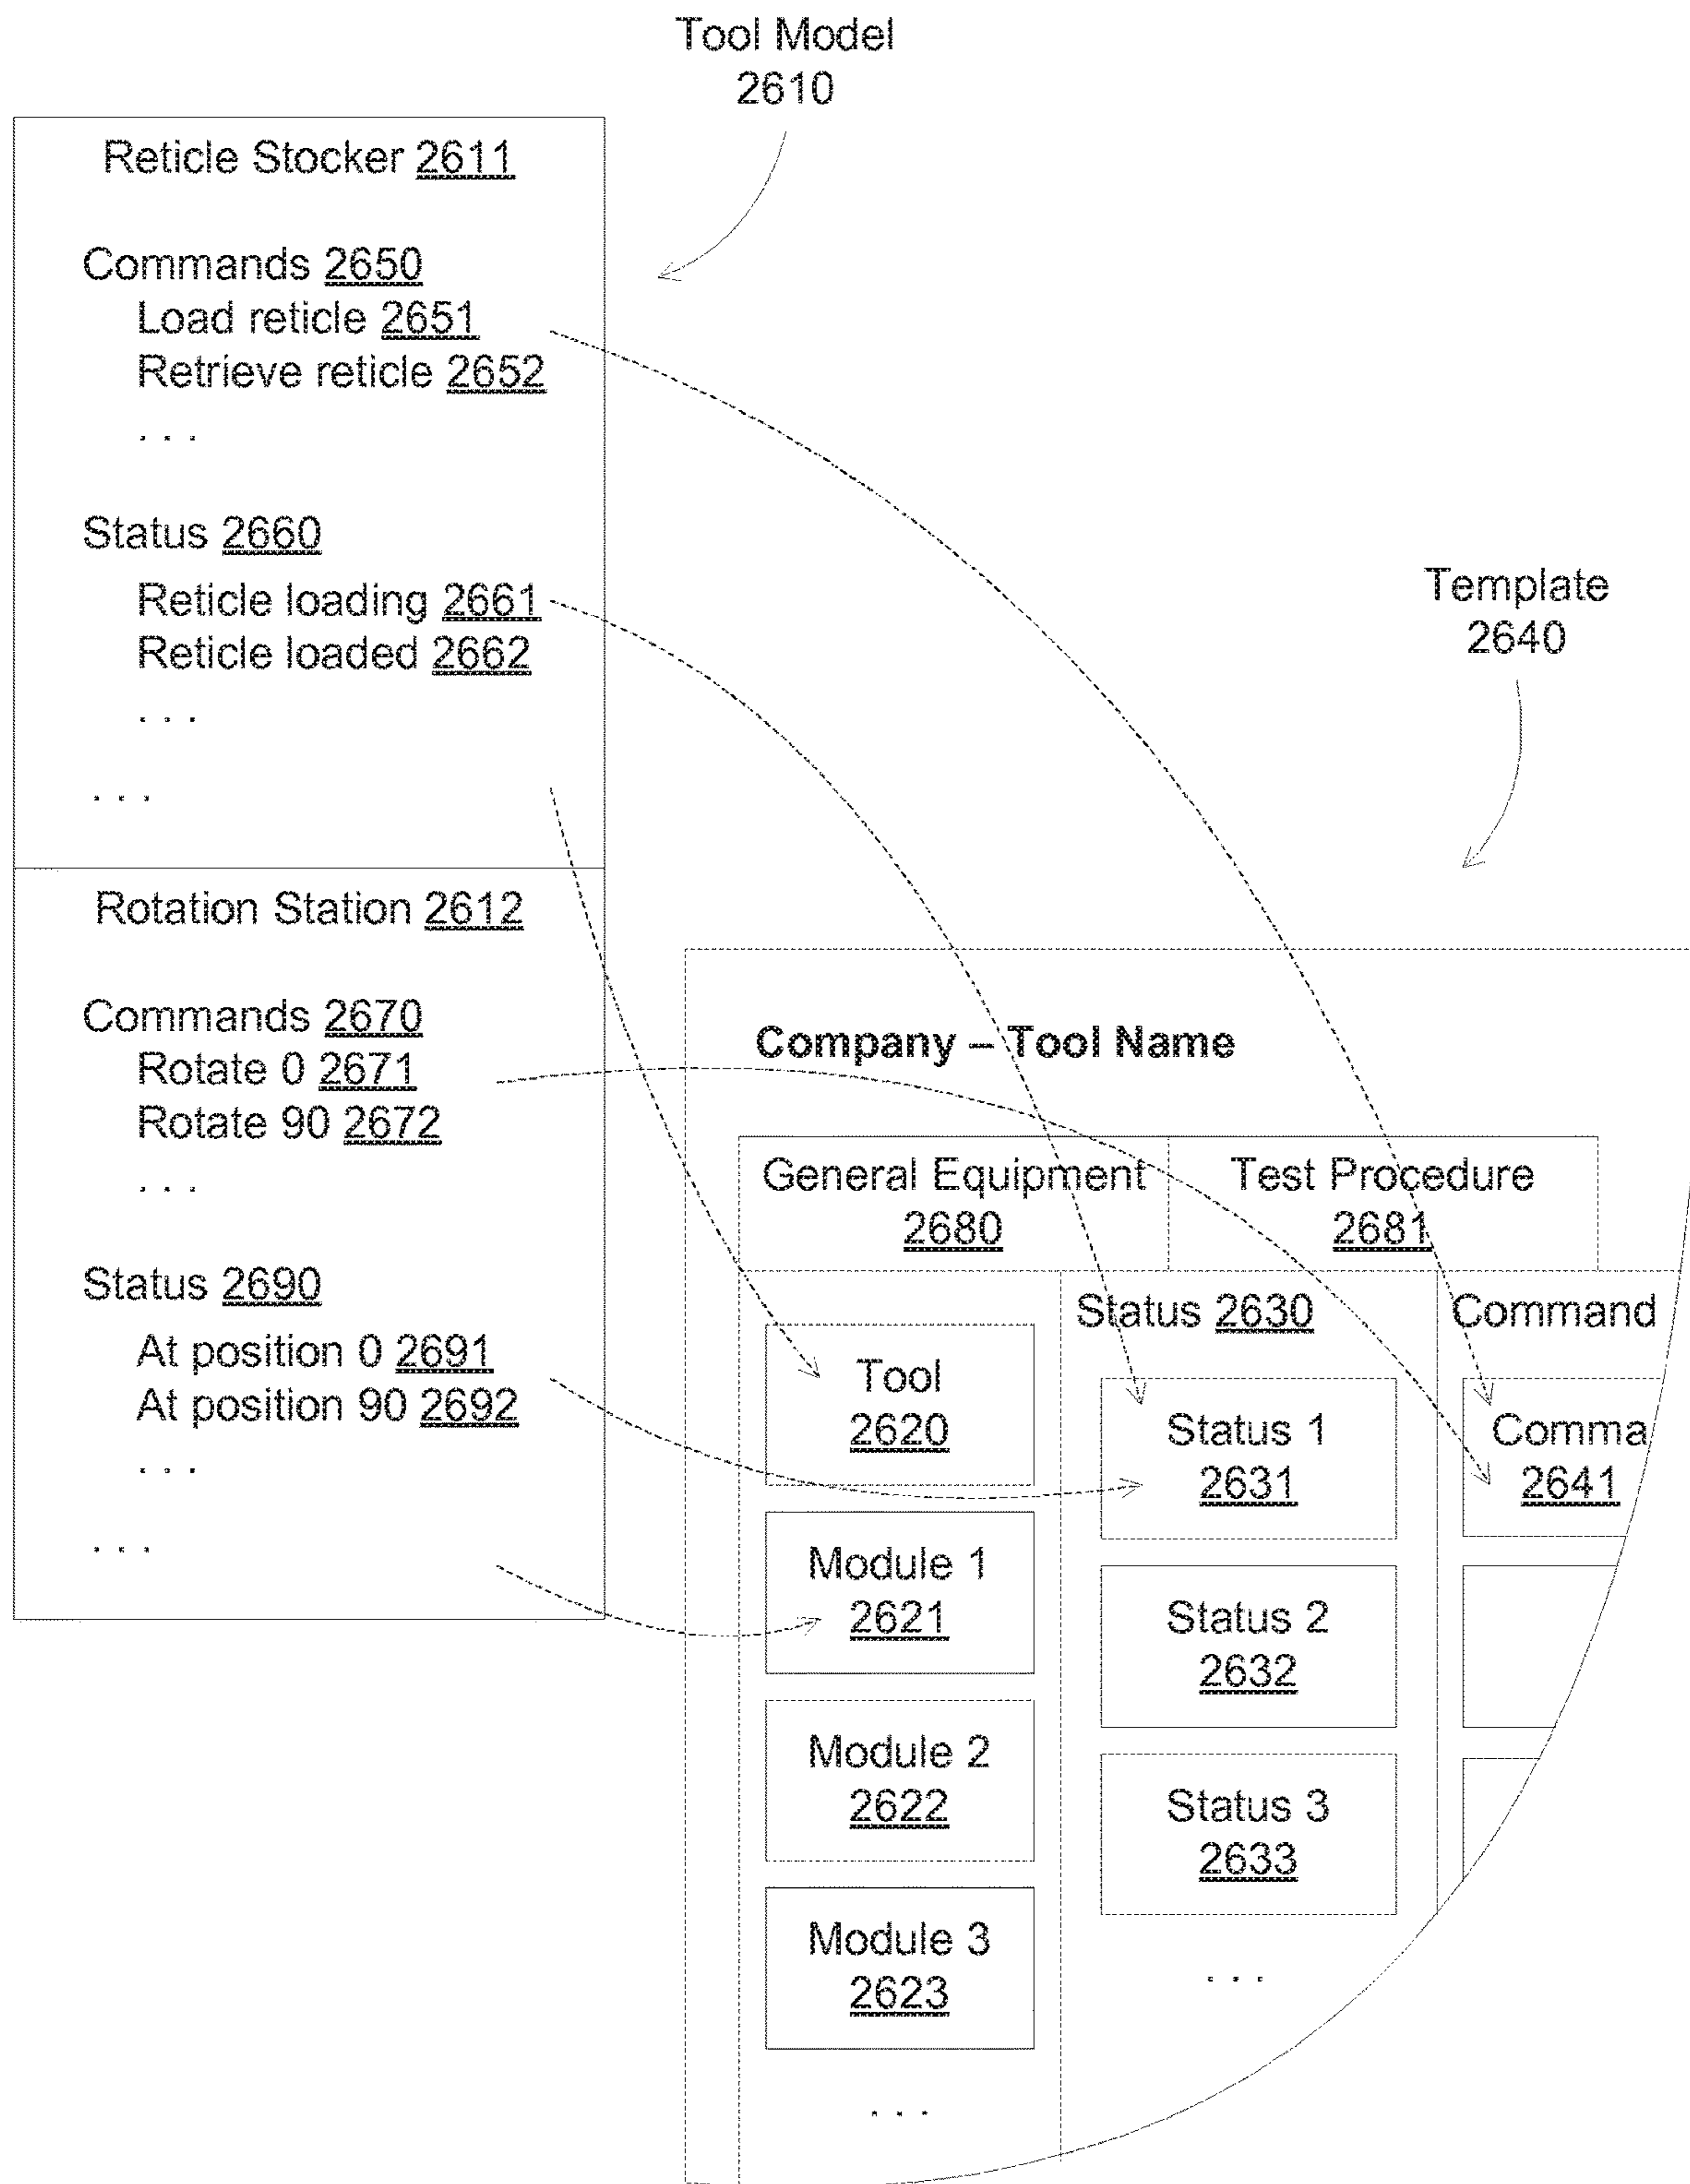 Tool Model
2610
Reticle Stocker 2611
Commands 2650
Load reticle 2651
Retrieve reticle 2652
. . .
Status 2660
Reticle loading 2661
Reticle loaded 2662
. . .
. . .
Rotation Station 2612
Commands 2670
Rotate 0 2671
Rotate 90 2672
. . .
Status 2690
At position 0 2691
At position 90 2692
. . .
. . .
Template
2640
Company – Tool Name
General Equipment
2680
Test Procedure
2681
Tool
2620
Module 1
2621
Module 2
2622
Module 3
2623
. . .
Status 2630
Status 1
2631
Status 2
2632
Status 3
2633
. . .
Command
Comma
2641